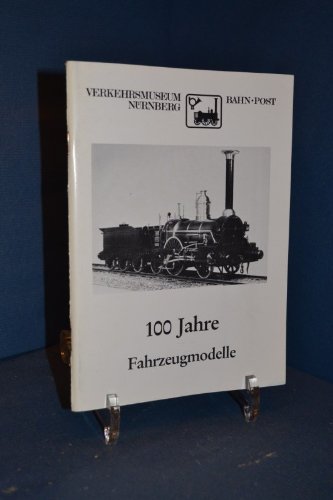 VERKEHRSMUSEUM
NÜRNBERG
BAHN·POST
100 Jahre
Fahrzeugmodelle